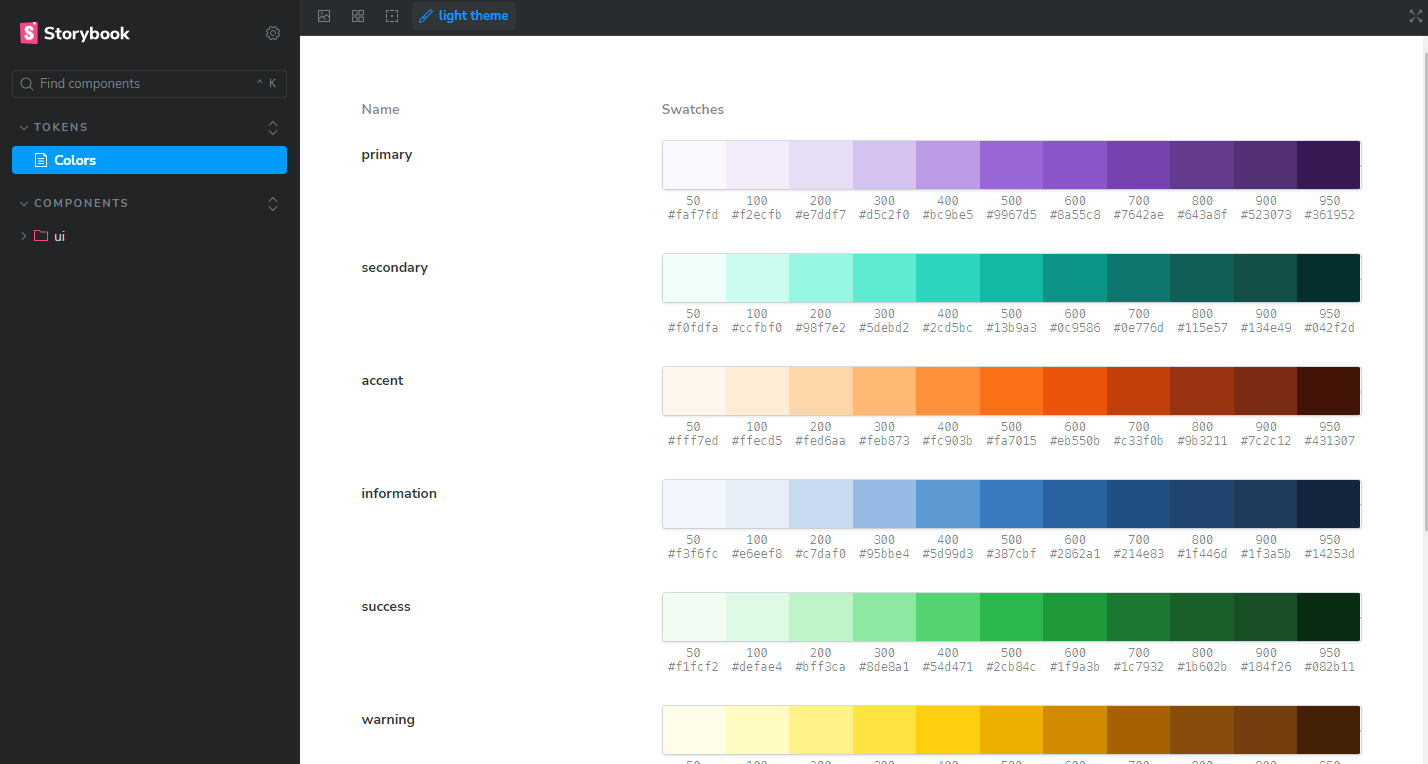 Storybook
Find components
^ K
TOKENS
Colors
COMPONENTS
ui
light theme
Name Swatches
primary
50 100 200 300 400 500 600 700 800 900 950
#faf7fd #f2ecfb #e7ddf7 #d5c2f0 #bc9be5 #9967d5 #8a55c8 #7642ae #643a8f #523073 #361952
secondary
50 100 200 300 400 500 600 700 800 900 950
#f0fdfa #ccfbf0 #98f7e2 #5debd2 #2cd5bc #13b9a3 #0c9586 #0e776d #115e57 #134e49 #042f2d
accent
50 100 200 300 400 500 600 700 800 900 950
#fff7ed #ffecd5 #fed6aa #feb873 #fc903b #fa7015 #eb550b #c33f0b #9b3211 #7c2c12 #431307
information
50 100 200 300 400 500 600 700 800 900 950
#f3f6fc #e6eef8 #c7daf0 #95bbe4 #5d99d3 #387cbf #2862a1 #214e83 #1f446d #1f3a5b #14253d
success
50 100 200 300 400 500 600 700 800 900 950
#f1fcf2 #defae4 #bff3ca #8de8a1 #54d471 #2cb84c #1f9a3b #1c7932 #1b602b #184f26 #082b11
warning